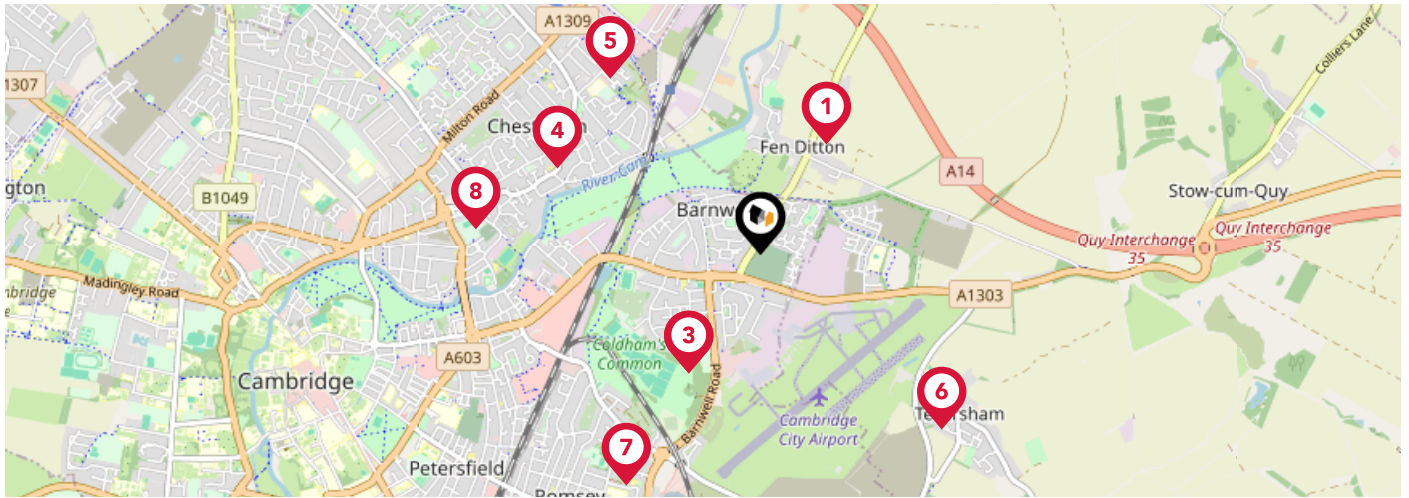 A1309
5
1307
Milton Road
Colliers Lane
1
4
Fen Ditton
River Cam
A14
gton
B1049
8
Stow-cum-Quy
Quy Interchange
35
Quy Interchange
35
Madingley Road
A1303
3
Coldham's
Common
A603
Cambridge
Barnwell Road
6
Cambridge
City Airport
7
Petersfield